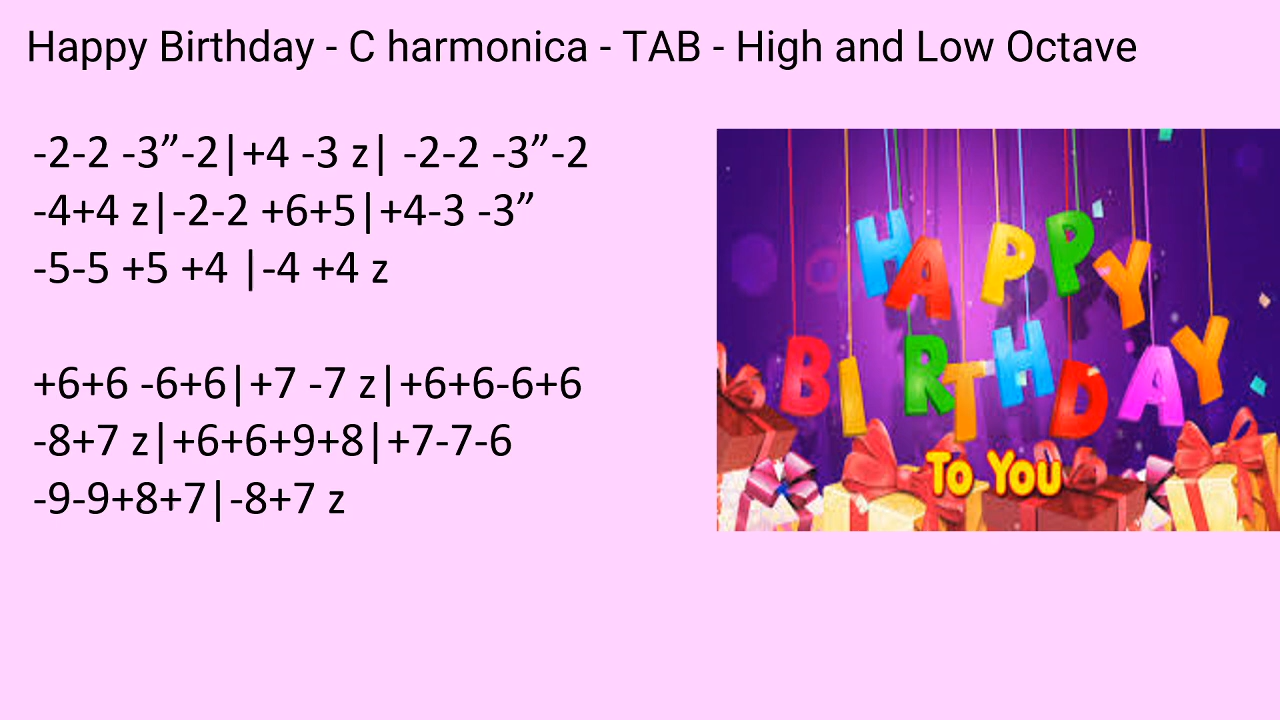 Happy Birthday - C harmonica - TAB - High and Low Octave
-2-2 -3”-2|+4 -3 z| -2-2 -3”-2
-4+4 z|-2-2 +6+5|+4-3 -3”
-5-5 +5 +4 |-4 +4 z
+6+6 -6+6|+7 -7 z|+6+6-6+6
-8+7 z|+6+6+9+8|+7-7-6
-9-9+8+7|-8+7 z
HAPPY
BIRTHDAY
To You